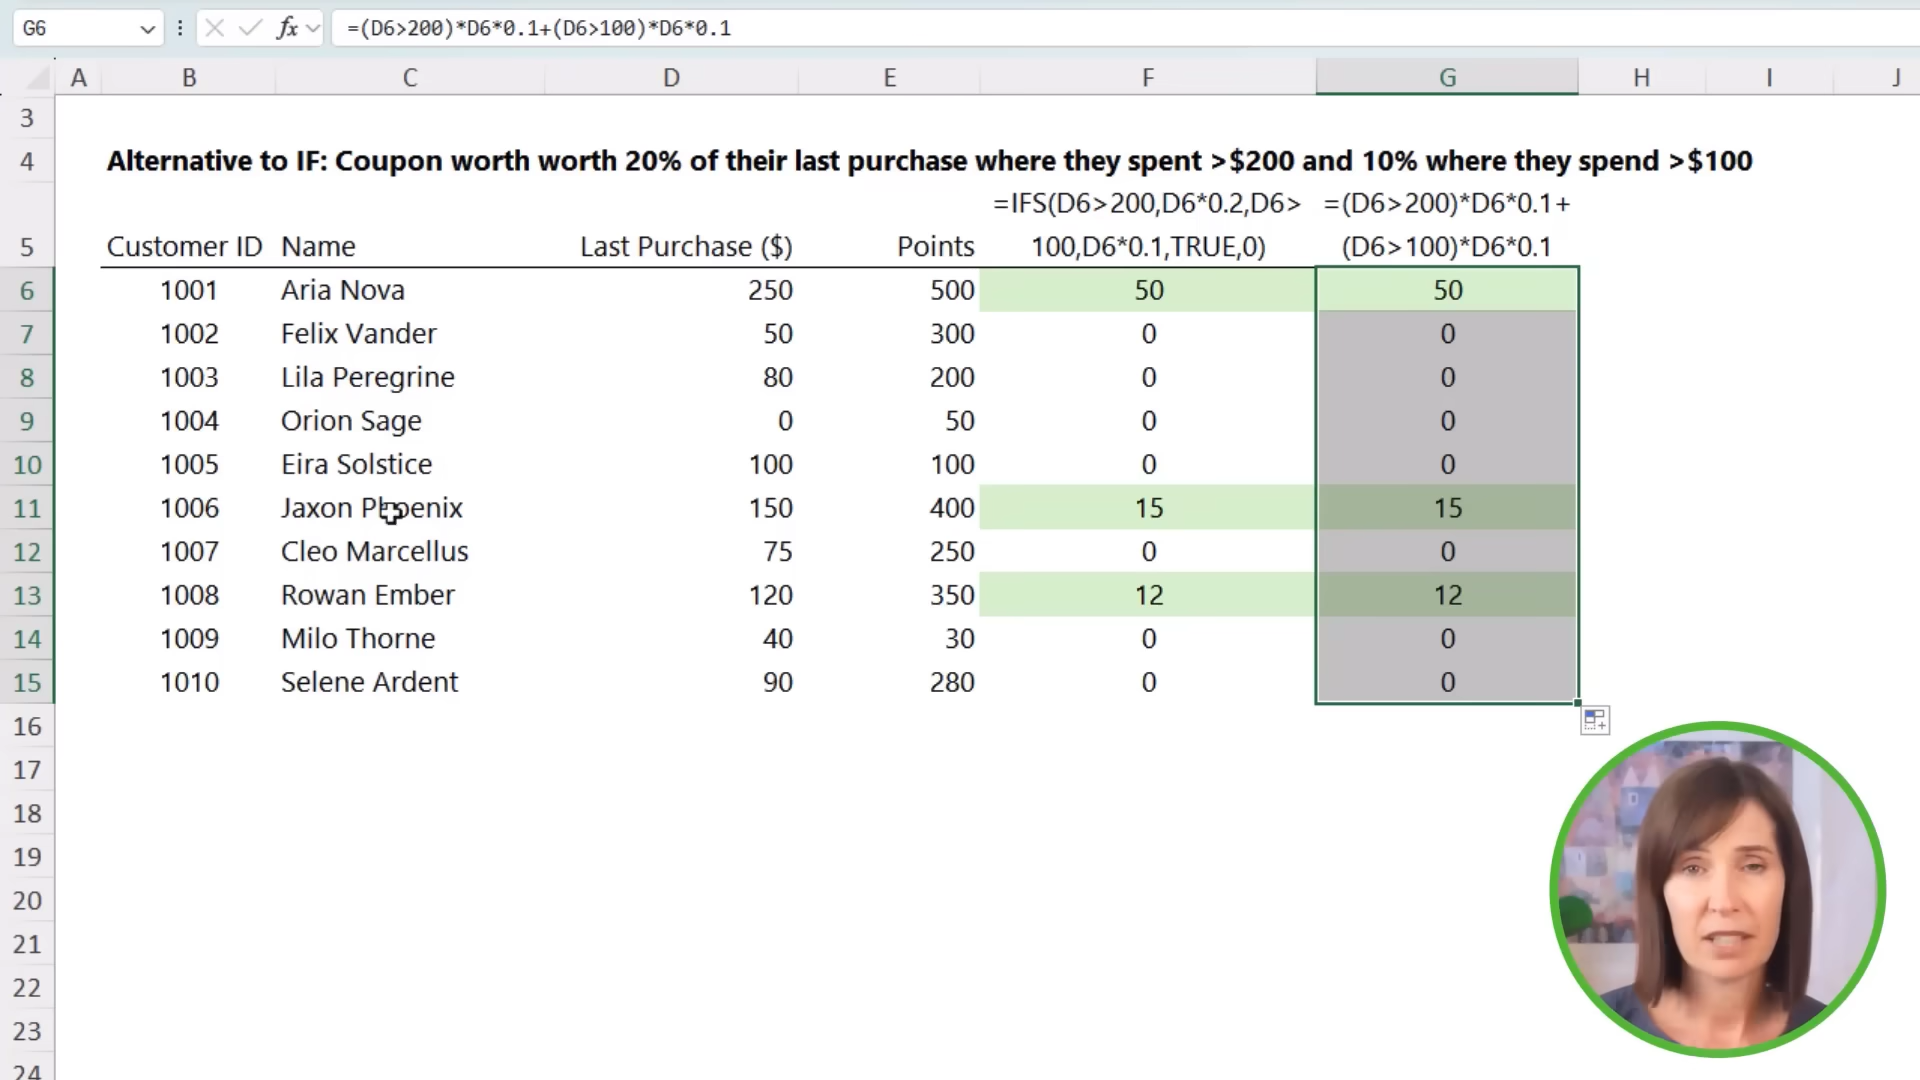 G6 fx =(D6>200)*D6*0.1+(D6>100)*D6*0.1
A B C D E F G H I J
3
4 Alternative to IF: Coupon worth worth 20% of their last purchase where they spent >$200 and 10% where they spend >$100
=IFS(D6>200,D6*0.2,D6> =(D6>200)*D6*0.1+
5 Customer ID Name Last Purchase ($) Points 100,D6*0.1,TRUE,0) (D6>100)*D6*0.1
6 1001 Aria Nova 250 500 50 50
7 1002 Felix Vander 50 300 0 0
8 1003 Lila Peregrine 80 200 0 0
9 1004 Orion Sage 0 50 0 0
10 1005 Eira Solstice 100 100 0 0
11 1006 Jaxon Phoenix 150 400 15 15
12 1007 Cleo Marcellus 75 250 0 0
13 1008 Rowan Ember 120 350 12 12
14 1009 Milo Thorne 40 30 0 0
15 1010 Selene Ardent 90 280 0 0
16
17
18
19
20
21
22
23
24